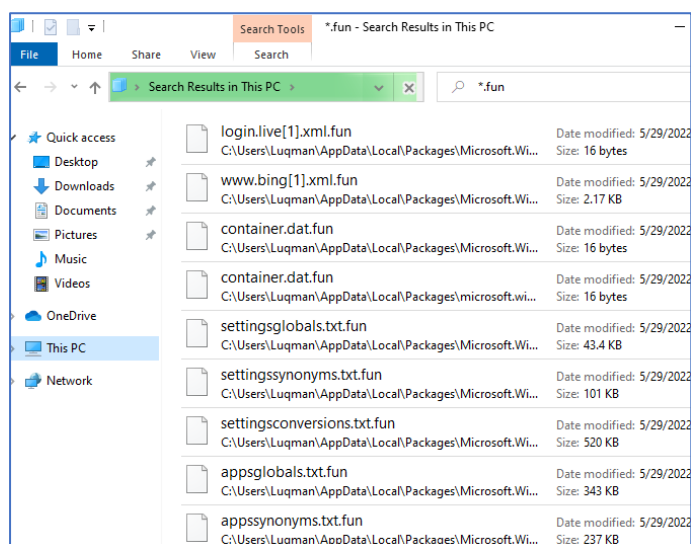 Search Tools *.fun - Search Results in This PC
File Home Share View Search
Search Results in This PC *.fun
Quick access
Desktop
Downloads
Documents
Pictures
Music
Videos
OneDrive
This PC
Network
login.live[1].xml.fun Date modified: 5/29/2022
C:\Users\Luqman\AppData\Local\Packages\Microsoft.Wi... Size: 16 bytes
www.bing[1].xml.fun Date modified: 5/29/2022
C:\Users\Luqman\AppData\Local\Packages\Microsoft.Wi... Size: 2.17 KB
container.dat.fun Date modified: 5/29/2022
C:\Users\Luqman\AppData\Local\Packages\Microsoft.Wi... Size: 16 bytes
container.dat.fun Date modified: 5/29/2022
C:\Users\Luqman\AppData\Local\Packages\microsoft.wi... Size: 16 bytes
settingsglobals.txt.fun Date modified: 5/29/2022
C:\Users\Luqman\AppData\Local\Packages\Microsoft.Wi... Size: 43.4 KB
settingssynonyms.txt.fun Date modified: 5/29/2022
C:\Users\Luqman\AppData\Local\Packages\Microsoft.Wi... Size: 101 KB
settingsconversions.txt.fun Date modified: 5/29/2022
C:\Users\Luqman\AppData\Local\Packages\Microsoft.Wi... Size: 520 KB
appsglobals.txt.fun Date modified: 5/29/2022
C:\Users\Luqman\AppData\Local\Packages\Microsoft.Wi... Size: 343 KB
appssynonyms.txt.fun Date modified: 5/29/2022
C:\Users\Luqman\AppData\Local\Packages\Microsoft.Wi... Size: 237 KB